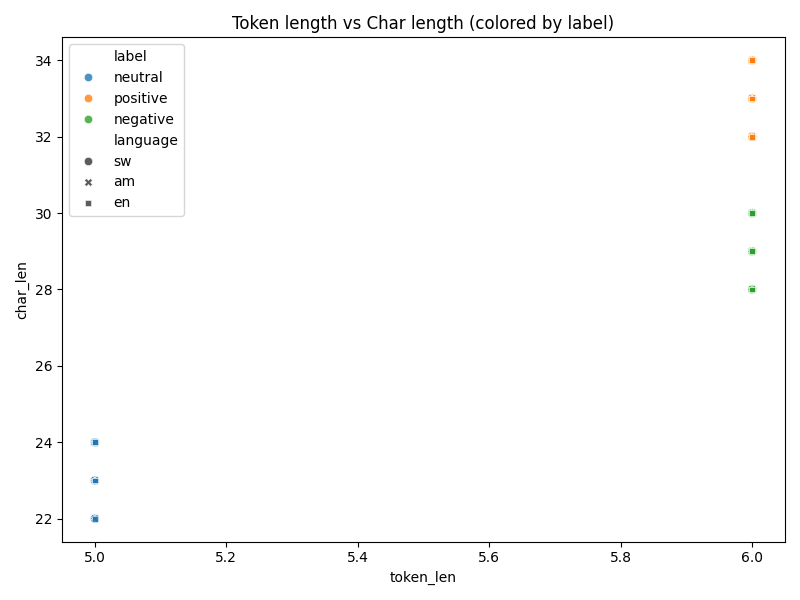 Token length vs Char length (colored by label)
label
neutral
positive
negative
language
sw
am
en
char_len
34
32
30
28
26
24
22
5.0 5.2 5.4 5.6 5.8 6.0
token_len